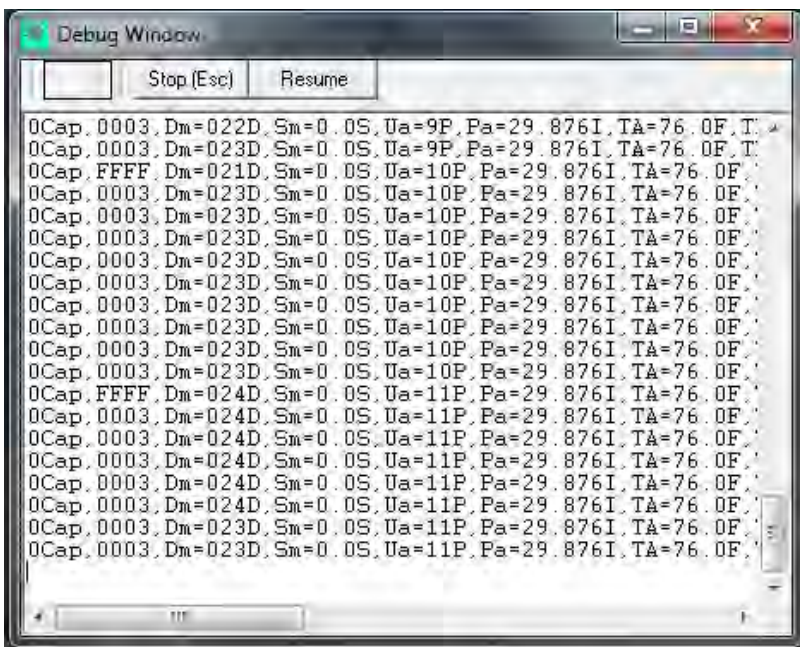 Debug Window
Stop (Esc) Resume
0Cap,0003,Dm=022D,Sm=0.0S,Ua=9P,Pa=29.876I,TA=76.0F,T
0Cap,0003,Dm=023D,Sm=0.0S,Ua=9P,Pa=29.876I,TA=76.0F,T
0Cap,FFFF,Dm=021D,Sm=0.0S,Ua=10P,Pa=29.876I,TA=76.0F,
0Cap,0003,Dm=023D,Sm=0.0S,Ua=10P,Pa=29.876I,TA=76.0F,
0Cap,0003,Dm=023D,Sm=0.0S,Ua=10P,Pa=29.876I,TA=76.0F,
0Cap,0003,Dm=023D,Sm=0.0S,Ua=10P,Pa=29.876I,TA=76.0F,
0Cap,0003,Dm=023D,Sm=0.0S,Ua=10P,Pa=29.876I,TA=76.0F,
0Cap,0003,Dm=023D,Sm=0.0S,Ua=10P,Pa=29.876I,TA=76.0F,
0Cap,0003,Dm=023D,Sm=0.0S,Ua=10P,Pa=29.876I,TA=76.0F,
0Cap,0003,Dm=023D,Sm=0.0S,Ua=10P,Pa=29.876I,TA=76.0F,
0Cap,0003,Dm=023D,Sm=0.0S,Ua=10P,Pa=29.876I,TA=76.0F,
0Cap,0003,Dm=023D,Sm=0.0S,Ua=10P,Pa=29.876I,TA=76.0F,
0Cap,FFFF,Dm=024D,Sm=0.0S,Ua=11P,Pa=29.876I,TA=76.0F,
0Cap,0003,Dm=024D,Sm=0.0S,Ua=11P,Pa=29.876I,TA=76.0F,
0Cap,0003,Dm=024D,Sm=0.0S,Ua=11P,Pa=29.876I,TA=76.0F,
0Cap,0003,Dm=024D,Sm=0.0S,Ua=11P,Pa=29.876I,TA=76.0F,
0Cap,0003,Dm=024D,Sm=0.0S,Ua=11P,Pa=29.876I,TA=76.0F,
0Cap,0003,Dm=024D,Sm=0.0S,Ua=11P,Pa=29.876I,TA=76.0F,
0Cap,0003,Dm=023D,Sm=0.0S,Ua=11P,Pa=29.876I,TA=76.0F,
0Cap,0003,Dm=023D,Sm=0.0S,Ua=11P,Pa=29.876I,TA=76.0F,